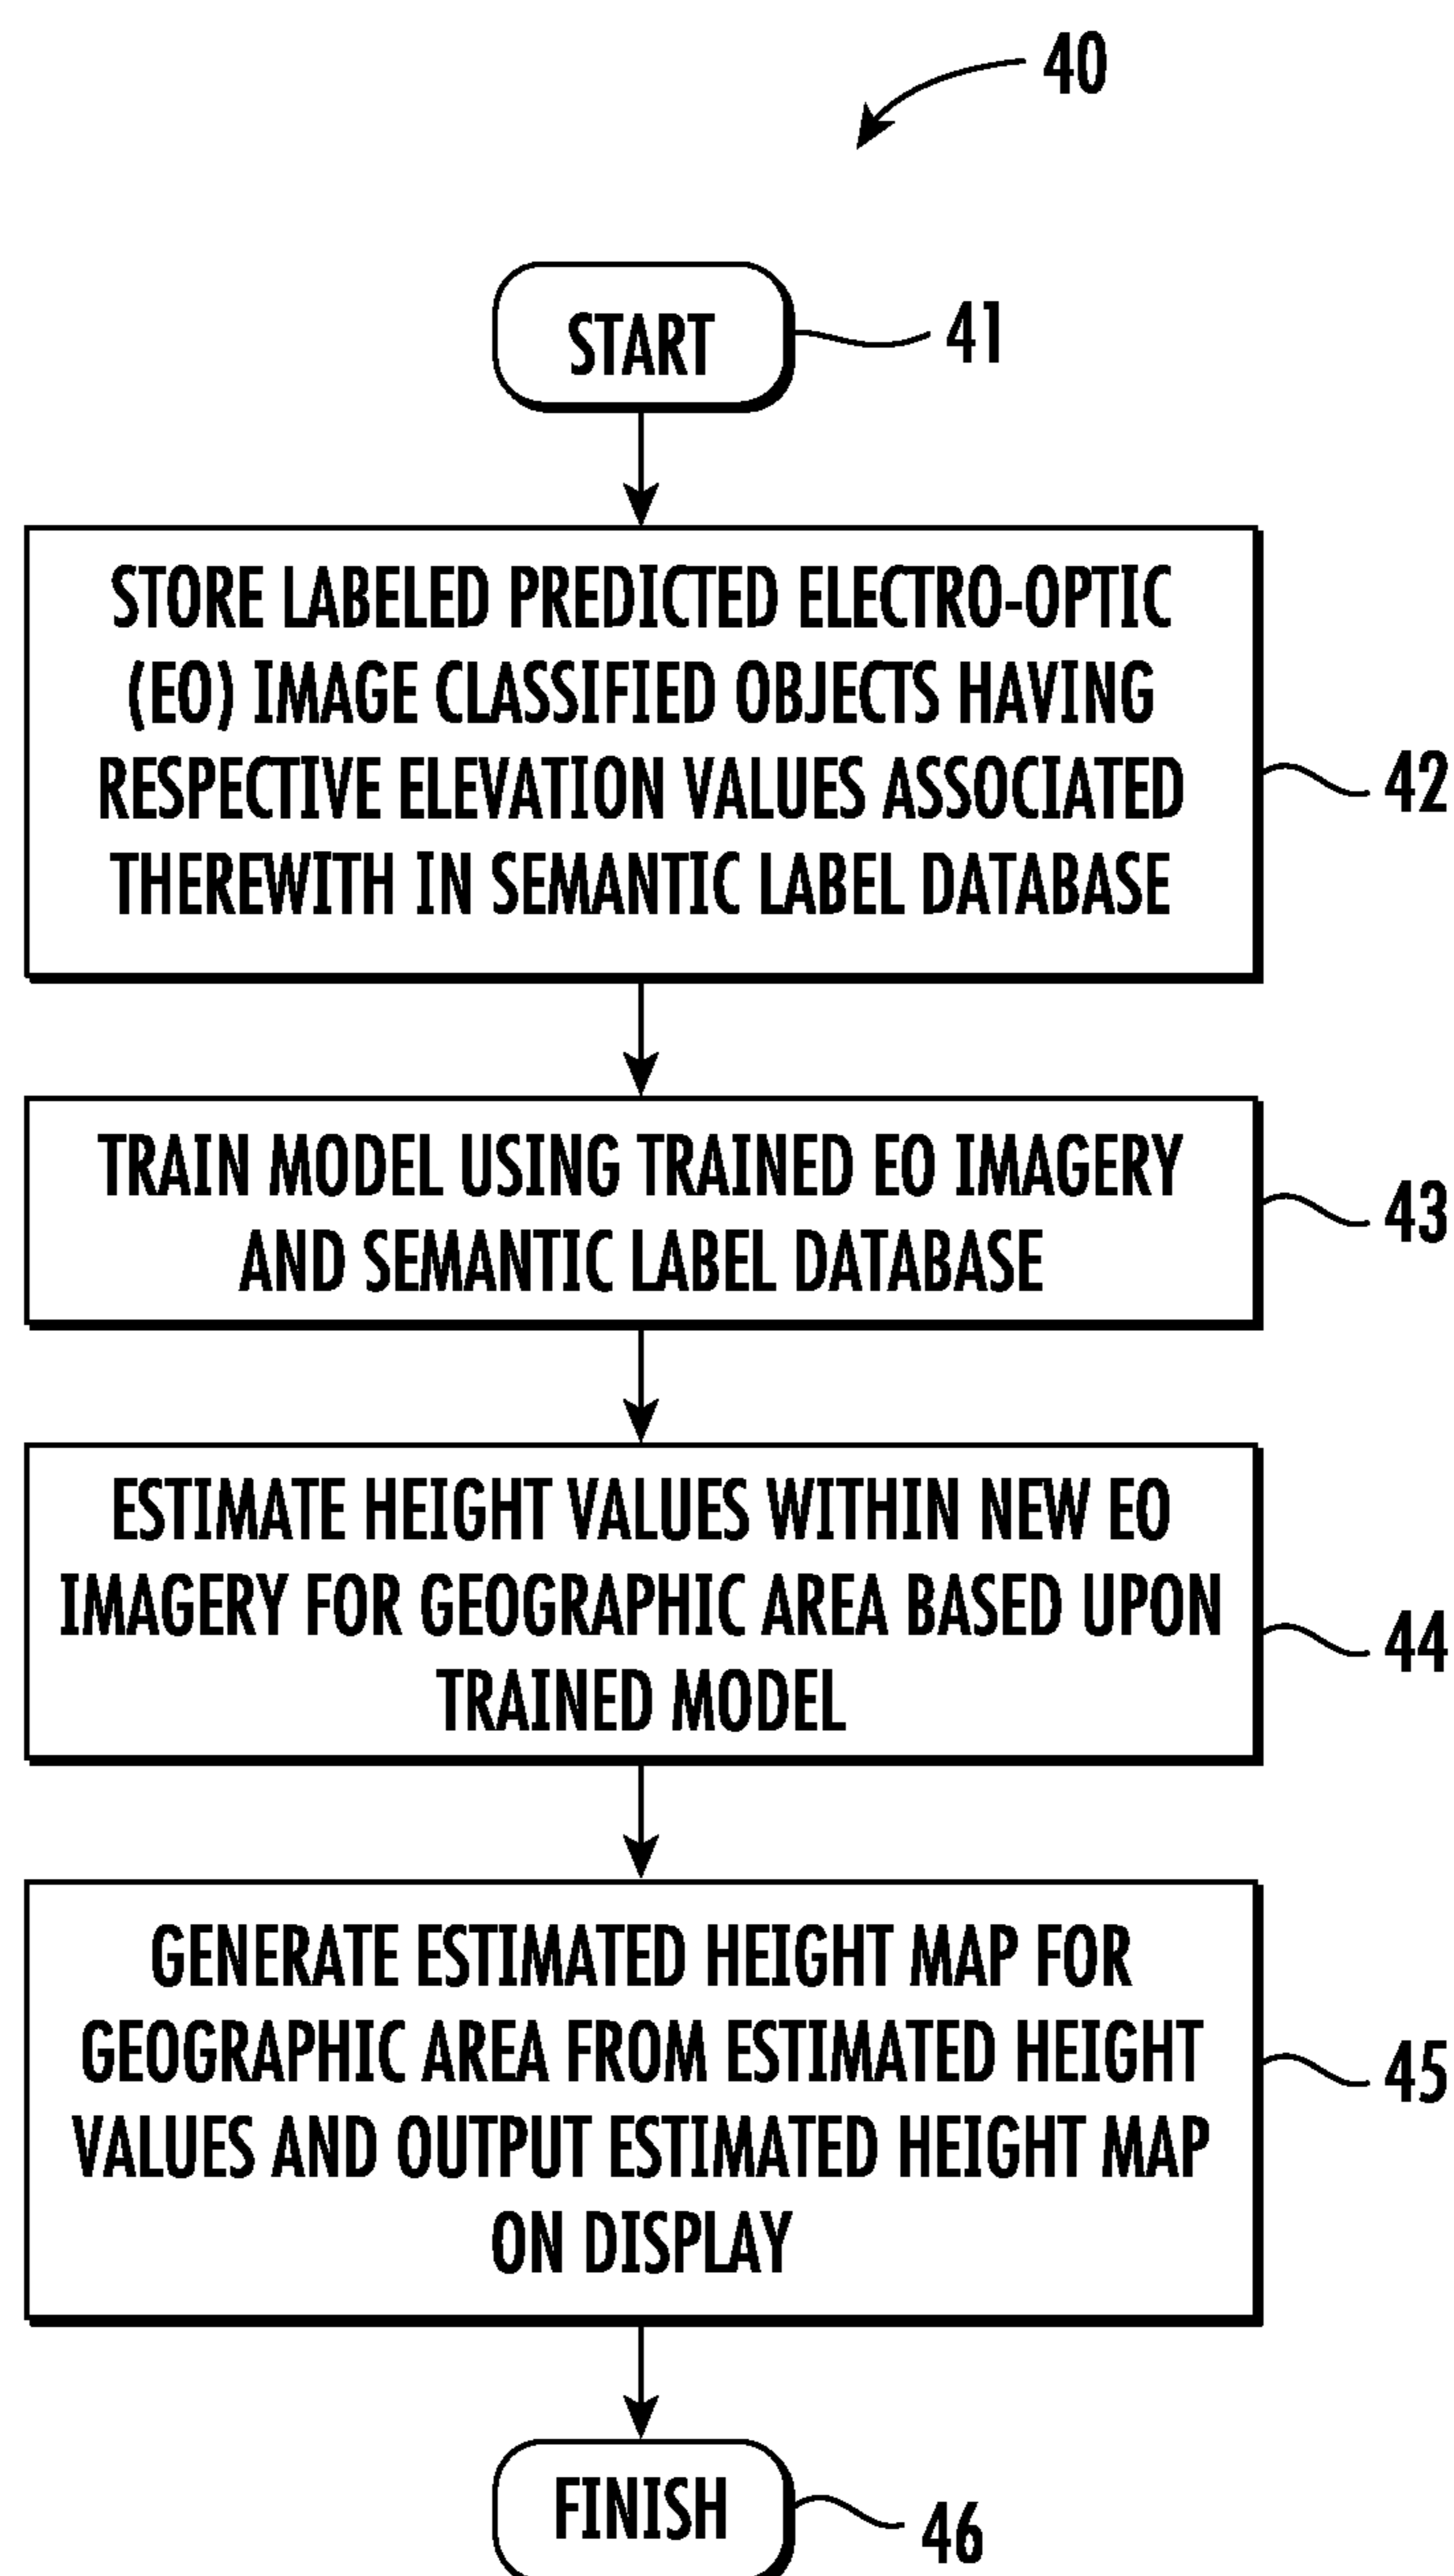 40
START
41
STORE LABELED PREDICTED ELECTRO-OPTIC
(EO) IMAGE CLASSIFIED OBJECTS HAVING
RESPECTIVE ELEVATION VALUES ASSOCIATED
THEREWITH IN SEMANTIC LABEL DATABASE
42
TRAIN MODEL USING TRAINED EO IMAGERY
AND SEMANTIC LABEL DATABASE
43
ESTIMATE HEIGHT VALUES WITHIN NEW EO
IMAGERY FOR GEOGRAPHIC AREA BASED UPON
TRAINED MODEL
44
GENERATE ESTIMATED HEIGHT MAP FOR
GEOGRAPHIC AREA FROM ESTIMATED HEIGHT
VALUES AND OUTPUT ESTIMATED HEIGHT MAP
ON DISPLAY
45
FINISH
46